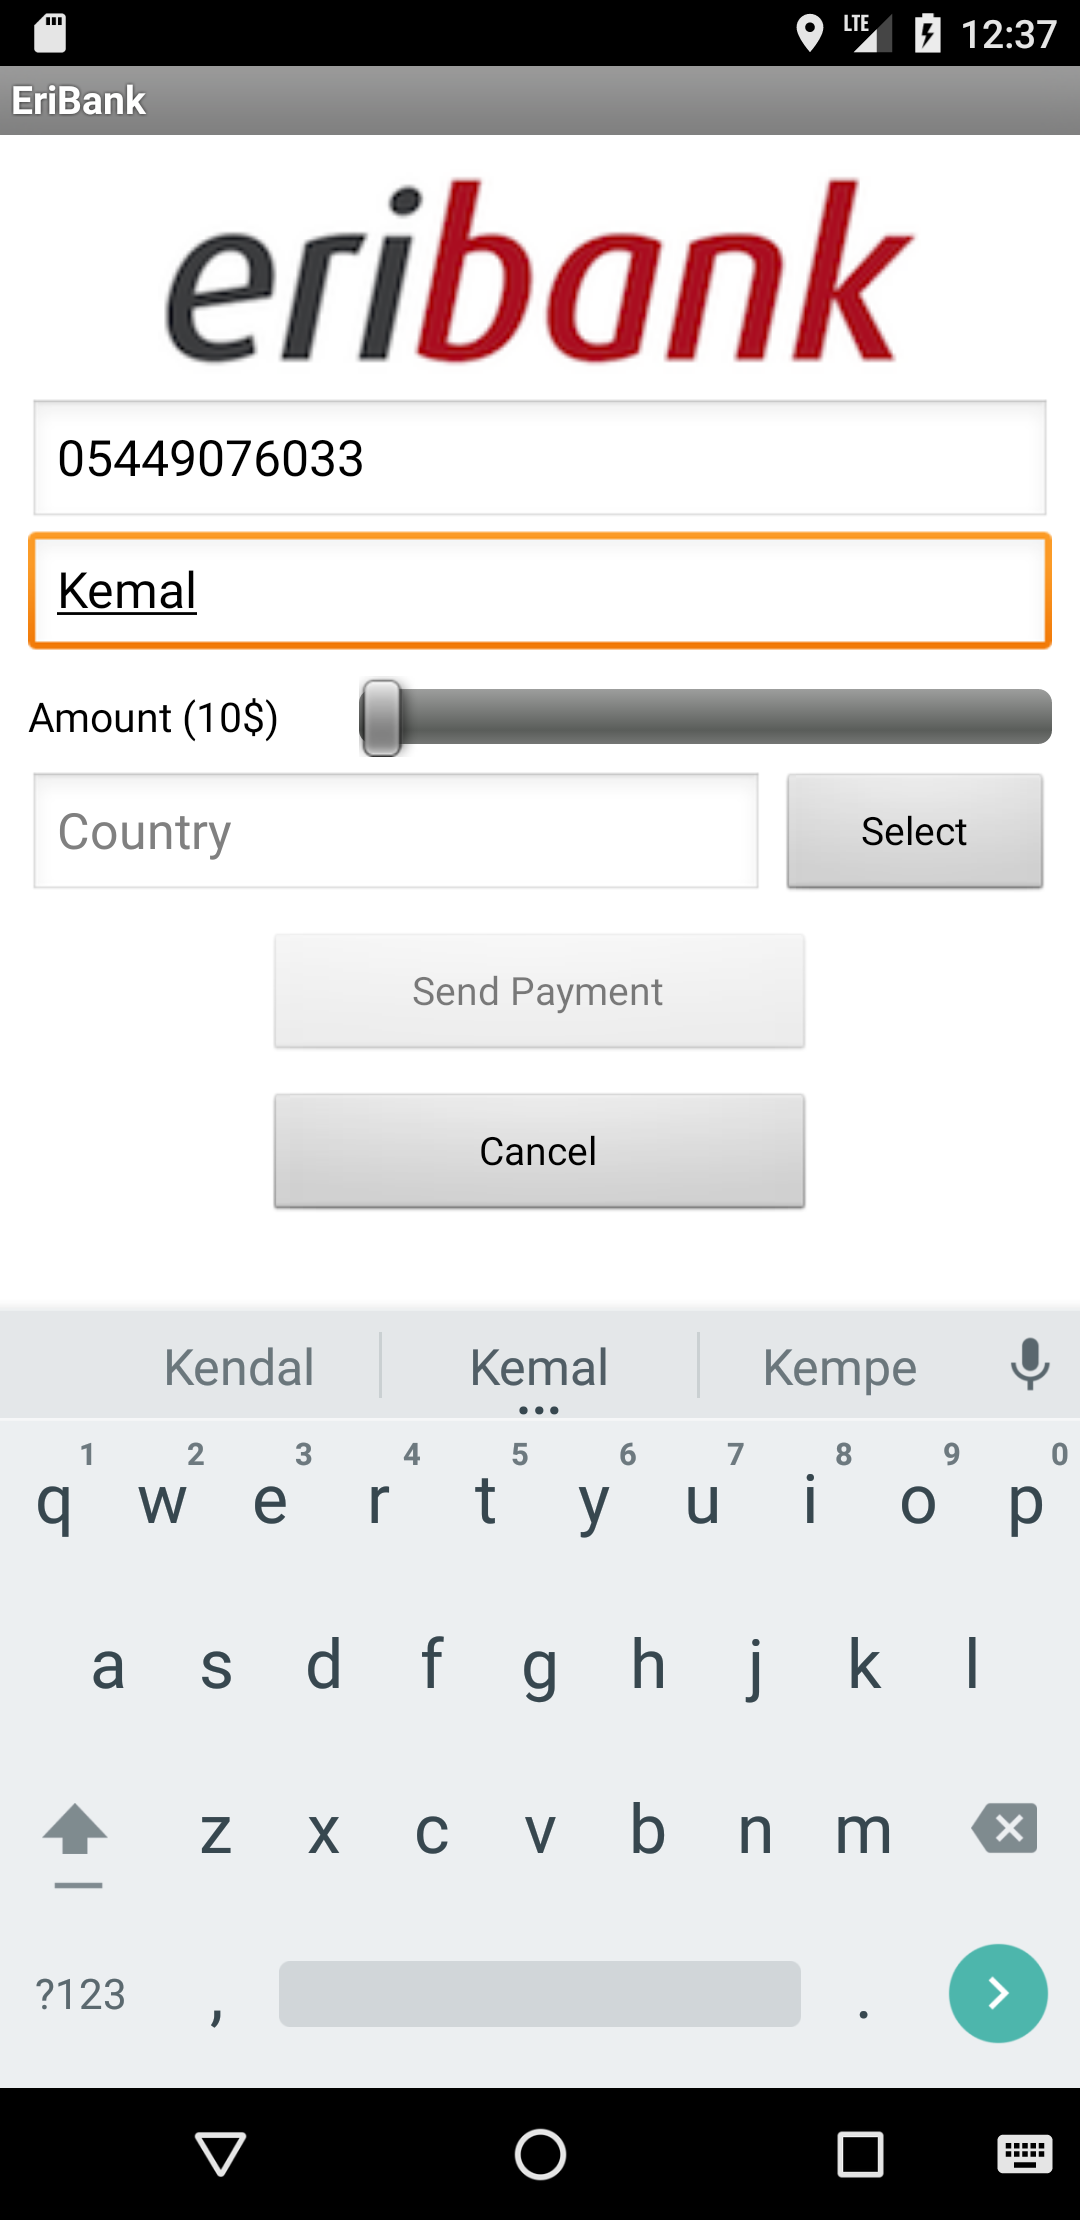 LTE 12:37
EriBank
eribank
05449076033
Kemal
Amount (10$)
Country Select
Send Payment
Cancel
Kendal Kemal Kempe
1 2 3 4 5 6 7 8 9 0
q w e r t y u i o p
a s d f g h j k l
z x c v b n m
?123 , .